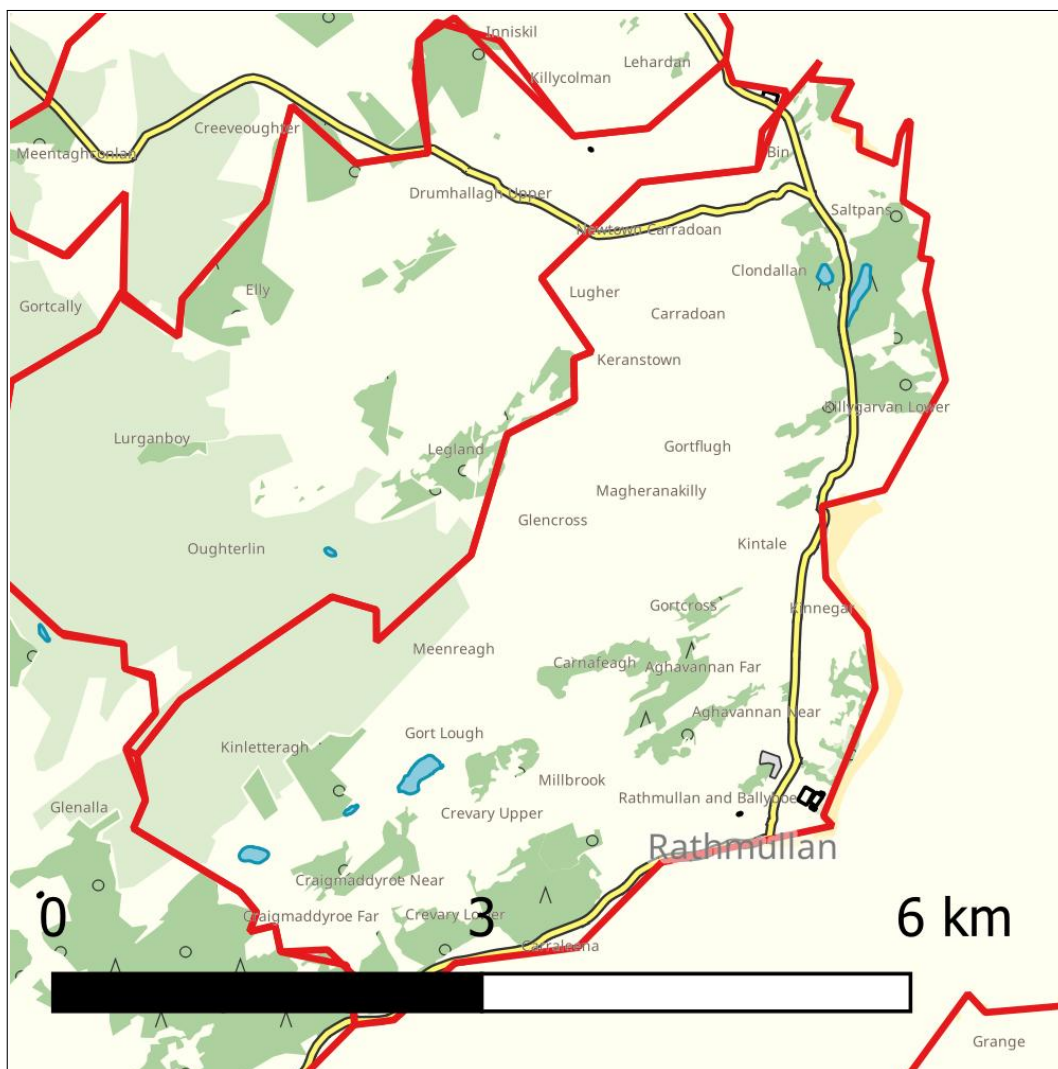 Inniskil
Lehardan
Killycolman
Creeveoughter
Meentaghconlan
Bin
Drumhallagh Upper
Saltpans
Newtown Carradoan
Clondallan
Elly
Lugher
Gortcally
Carradoan
Keranstown
Killygarvan Lower
Lurganboy
Legland
Gortflugh
Magheranakilly
Glencross
Kintale
Oughterlin
Gortcross
Kinnegar
Meenreagh
Carnafeagh
Aghavannan Far
Aghavannan Near
Gort Lough
Kinletteragh
Millbrook
Rathmullan and Ballyboe
Glenalla
Crevary Upper
Rathmullan
Craigmaddyroe Near
Craigmaddyroe Far
Crevary Lower
0 3 6 km
Carraleena
Grange